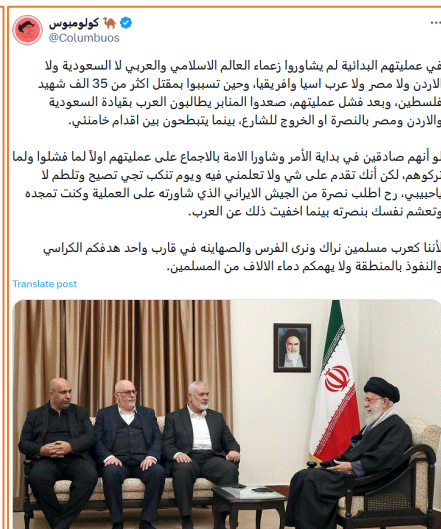 كولومبوس 🐪
@Columbuos
...
في عمليتهم البدائية لم يشاوروا زعماء العالم الاسلامي والعربي لا السعودية ولا
الاردن ولا مصر ولا عرب اسيا وافريقيا، وحين تسببوا بمقتل اكثر من 35 الف شهيد
فلسطين، وبعد فشل عمليتهم، صعدوا المنابر يطالبون العرب بقيادة السعودية
والاردن ومصر بالنصرة او الخروج للشارع، بينما يتبطحون بين اقدام خامنئي.
لو أنهم صادقين في بداية الأمر وشاورا الامة بالاجماع على عمليتهم اولاً لما فشلوا ولما
تركوهم، لكن أنك تقدم على شي ولا تعلمني فيه ويوم تنكب تجي تصيح وتلطم لا
ياحبيبي، رح اطلب نصرة من الجيش الايراني الذي شاورته على العملية وكنت تمجده
وتعشم نفسك بنصرته بينما اخفيت ذلك عن العرب.
لأننا كعرب مسلمين نراك ونرى الفرس والصهاينه في قارب واحد هدفكم الكراسي
والنفوذ بالمنطقة ولا يهمكم دماء الالاف من المسلمين.
Translate post